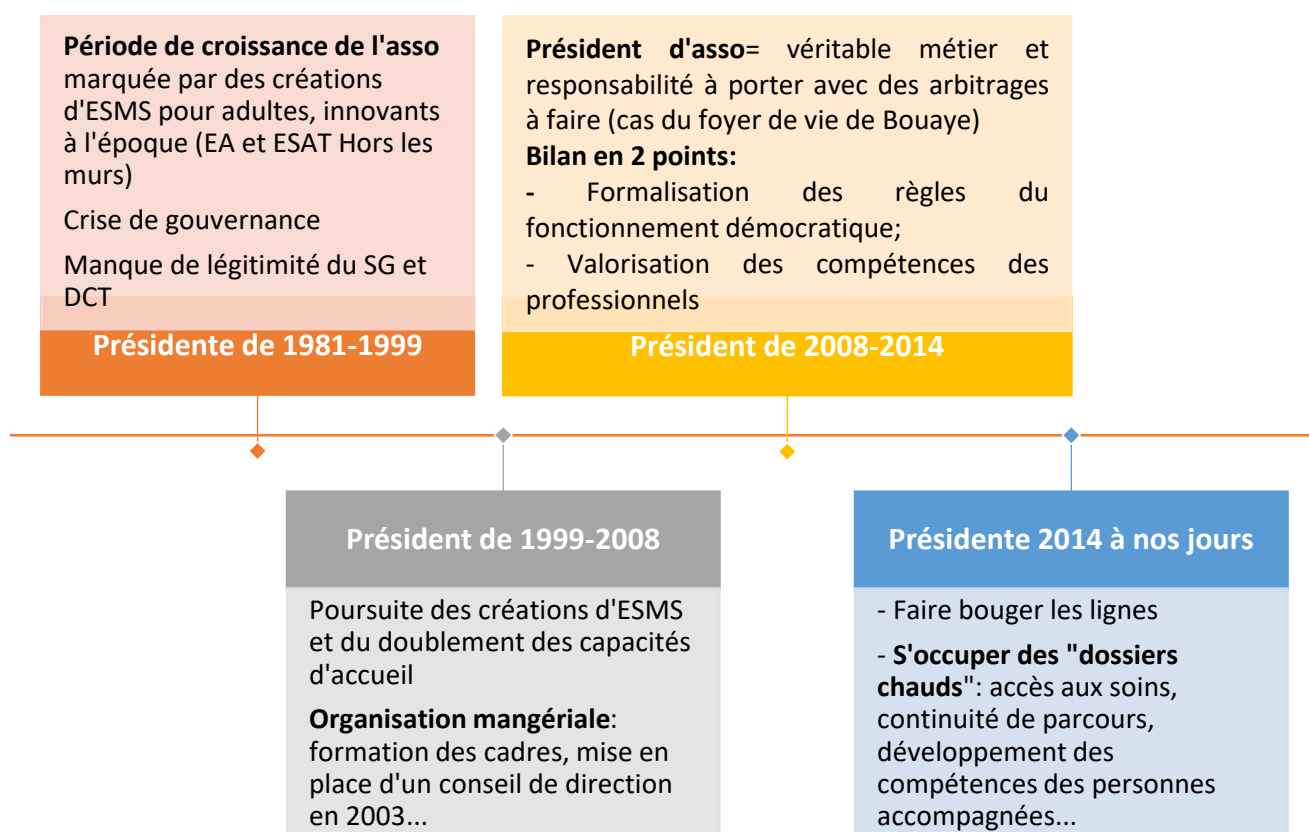 Période de croissance de l'asso
marquée par des créations
d'ESMS pour adultes, innovants
à l'époque (EA et ESAT Hors les
murs)
Crise de gouvernance
Manque de légitimité du SG et
DCT
Présidente de 1981-1999
Président d'asso= véritable métier et
responsabilité à porter avec des arbitrages
à faire (cas du foyer de vie de Bouaye)
Bilan en 2 points:
- Formalisation des règles du
fonctionnement démocratique;
- Valorisation des compétences des
professionnels
Président de 2008-2014
Président de 1999-2008
Poursuite des créations d'ESMS
et du doublement des capacités
d'accueil
Organisation mangériale:
formation des cadres, mise en
place d'un conseil de direction
en 2003...
Présidente 2014 à nos jours
- Faire bouger les lignes
- S'occuper des "dossiers
chauds": accès aux soins,
continuité de parcours,
développement des
compétences des personnes
accompagnées...